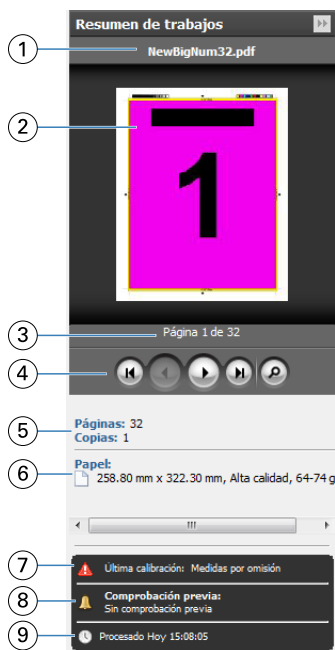 Resumen de trabajos
1
NewBigNum32.pdf
2
1
3
Página 1 de 32
4
5
Páginas: 32
Copias: 1
6
Papel:
258.80 mm x 322.30 mm, Alta calidad, 64-74 g
7
Última calibración: Medidas por omisión
8
Comprobación previa:
Sin comprobación previa
9
Procesado Hoy 15:08:05